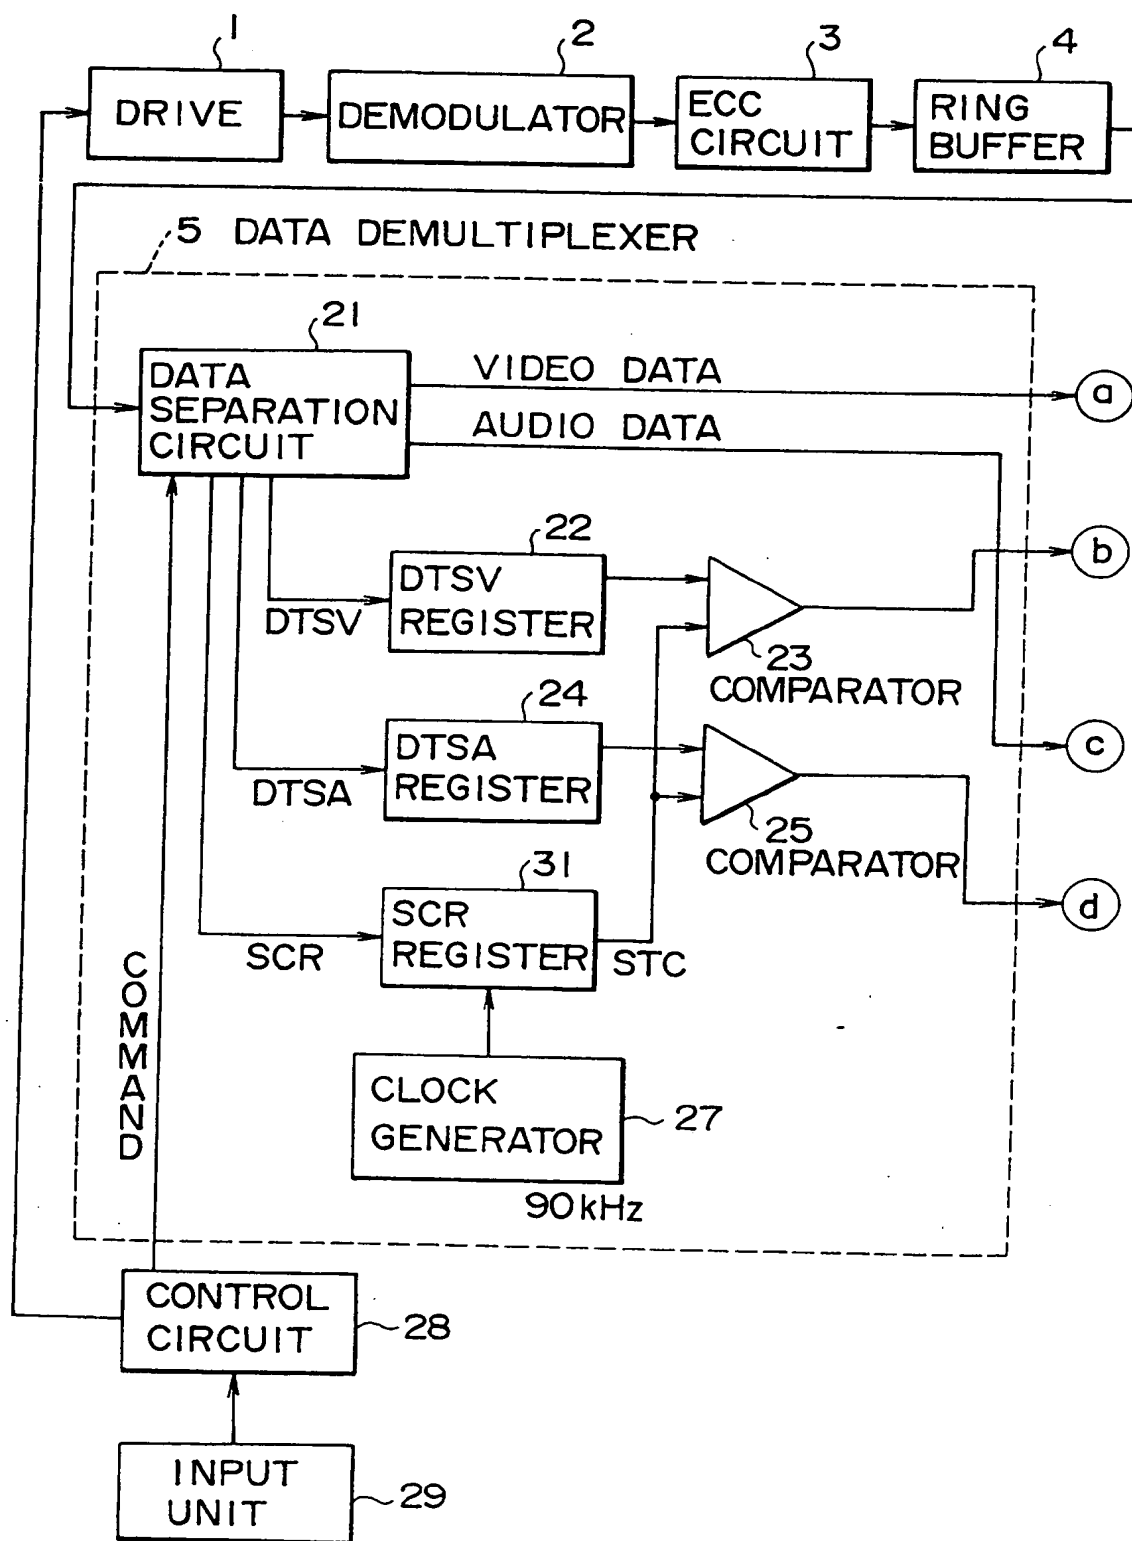 1
2
3
4
DRIVE
DEMODULATOR
ECC
CIRCUIT
RING
BUFFER
5 DATA DEMULTIPLEXER
21
DATA
SEPARATION
CIRCUIT
VIDEO DATA
AUDIO DATA
a
b
c
d
22
DTSV
REGISTER
DTSV
23
COMPARATOR
24
DTSA
REGISTER
DTSA
25
COMPARATOR
31
SCR
REGISTER
SCR
STC
COMMAND
CLOCK
GENERATOR
27
90kHz
CONTROL
CIRCUIT
28
INPUT
UNIT
29